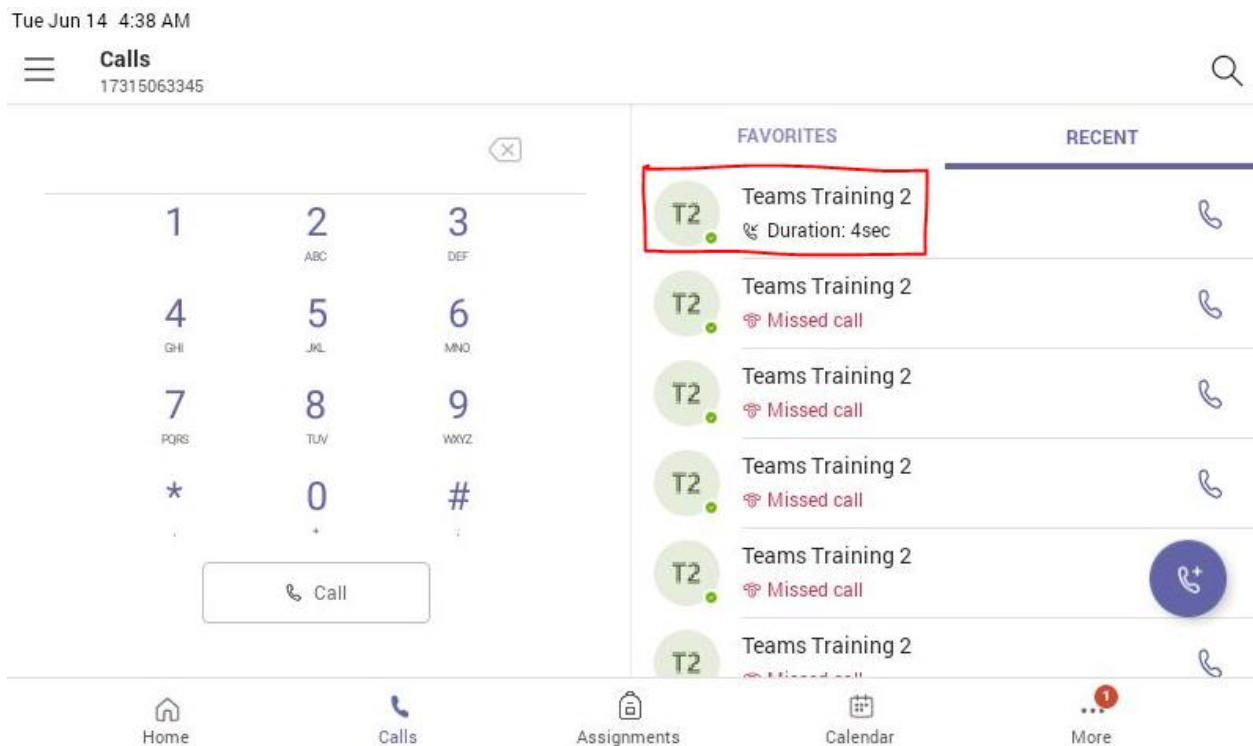 Tue Jun 14 4:38 AM
Calls
17315063345
FAVORITES
RECENT
1
2
3
ABC
DEF
4
5
6
GHI
JKL
MNO
7
8
9
PQRS
TUV
WXYZ
*
0
#
,
+
;
Call
T2
Teams Training 2
Duration: 4sec
T2
Teams Training 2
Missed call
T2
Teams Training 2
Missed call
T2
Teams Training 2
Missed call
T2
Teams Training 2
Missed call
T2
Teams Training 2
Missed call
Home
Calls
Assignments
Calendar
1
More